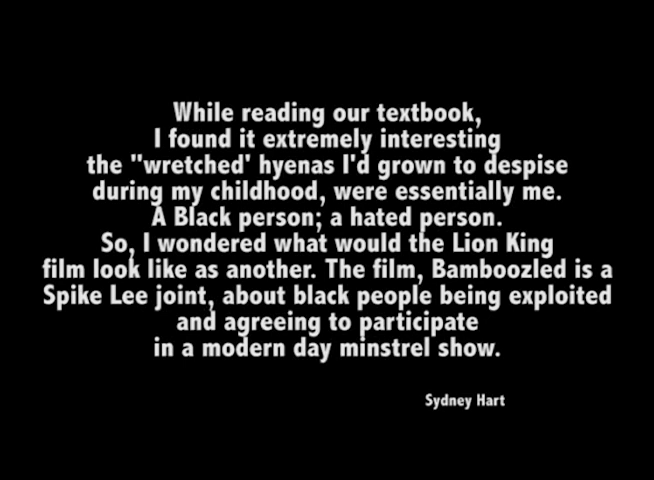 While reading our textbook,
I found it extremely interesting
the "wretched' hyenas I'd grown to despise
during my childhood, were essentially me.
A Black person; a hated person.
So, I wondered what would the Lion King
film look like as another. The film, Bamboozled is a
Spike Lee joint, about black people being exploited
and agreeing to participate
in a modern day minstrel show.
Sydney Hart